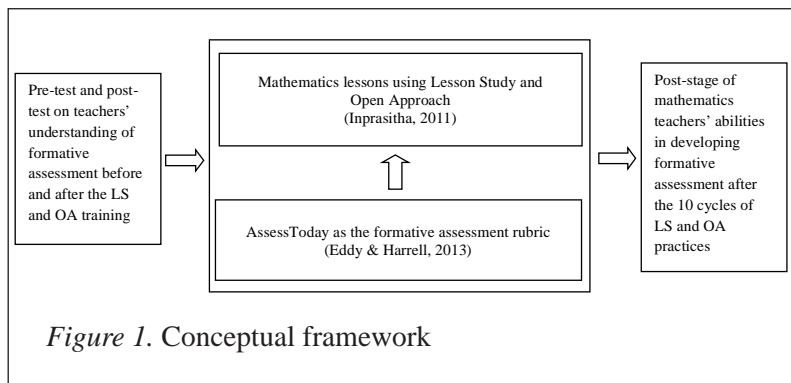 Pre-test and post-
test on teachers'
understanding of
formative
assessment before
and after the LS
and OA training
Mathematics lessons using Lesson Study and
Open Approach
(Inprasitha, 2011)
AssessToday as the formative assessment rubric
(Eddy & Harrell, 2013)
Post-stage of
mathematics
teachers' abilities
in developing
formative
assessment after
the 10 cycles of
LS and OA
practices
Figure 1. Conceptual framework